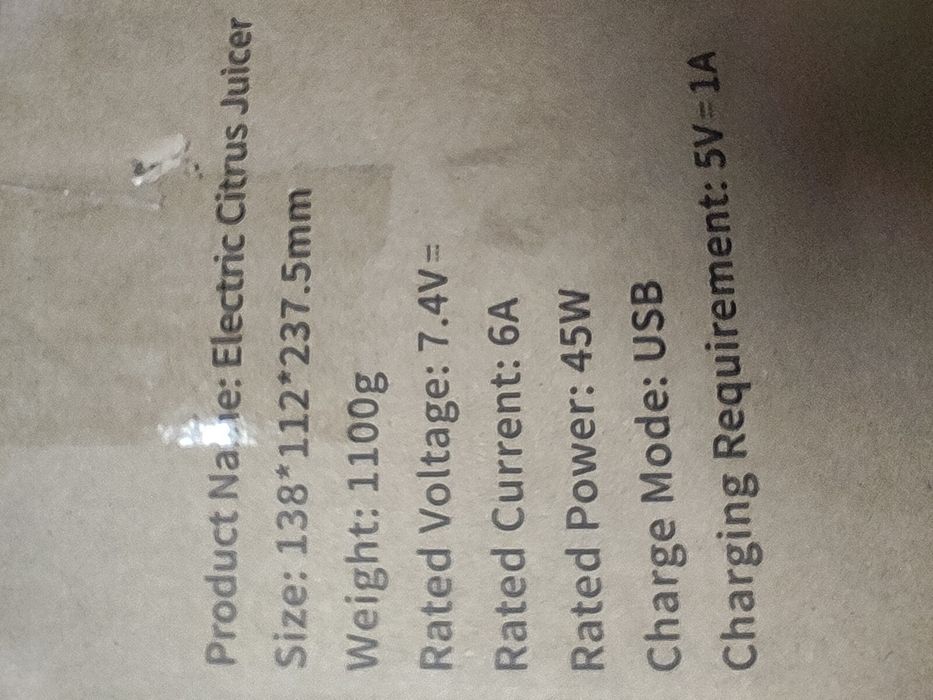 Product Name: Electric Citrus Juicer
Size: 138*112*237.5mm
Weight: 1100g
Rated Voltage: 7.4V=
Rated Current: 6A
Rated Power: 45W
Charge Mode: USB
Charging Requirement: 5V=1A